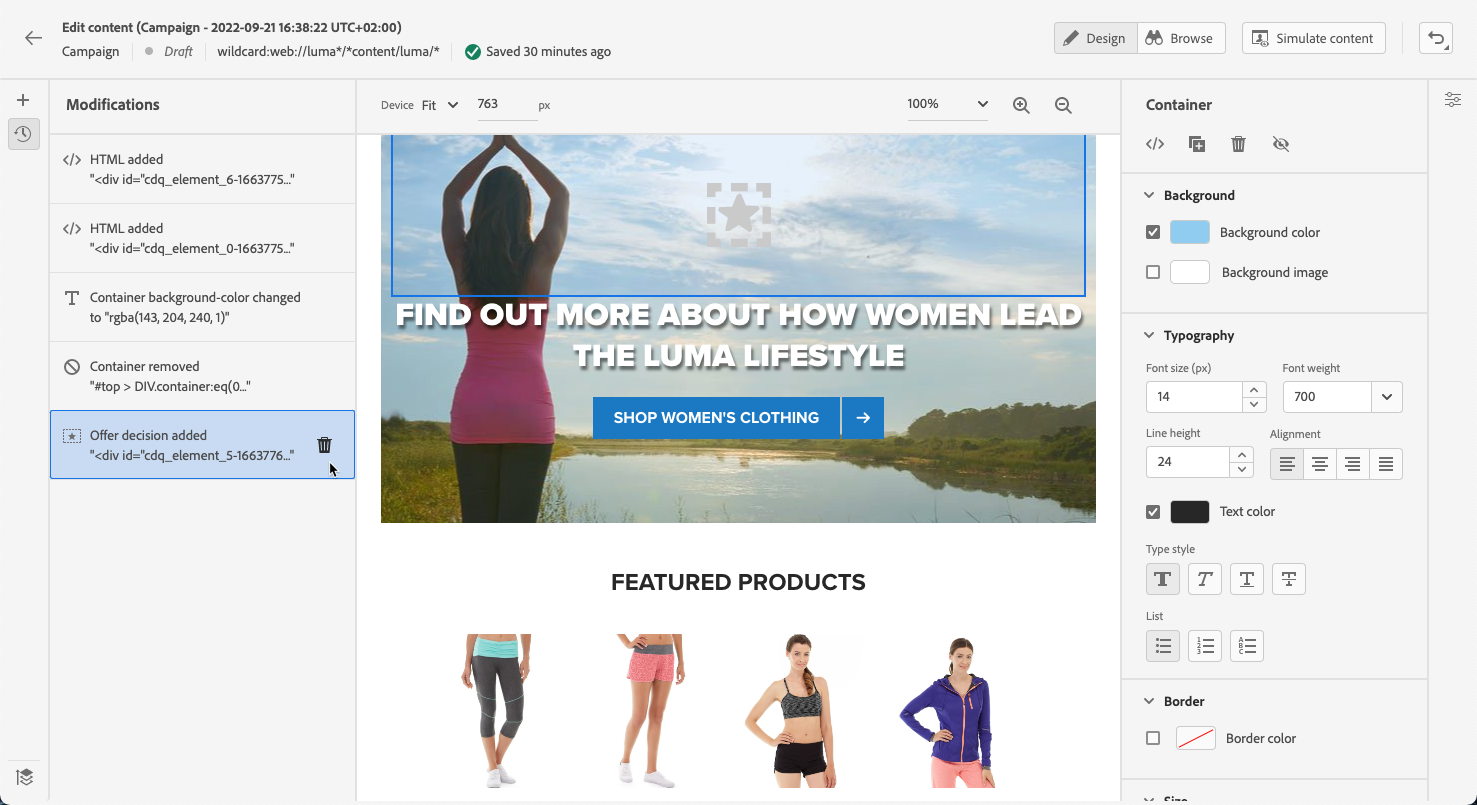 Edit content (Campaign - 2022-09-21 16:38:22 UTC+02:00)
Campaign
Draft
wildcard:web://luma*/*content/luma/*
Saved 30 minutes ago
Design
Browse
Simulate content
Modifications
HTML added
"<div id="cdq_element_6-1663775..."
HTML added
"<div id="cdq_element_0-1663775..."
Container background-color changed
to "rgba(143, 204, 240, 1)"
Container removed
"#top > DIV.container:eq(0..."
Offer decision added
"<div id="cdq_element_5-1663776..."
Device Fit 763 px
100%
FIND OUT MORE ABOUT HOW WOMEN LEAD
THE LUMA LIFESTYLE
SHOP WOMEN'S CLOTHING
FEATURED PRODUCTS
Container
Background
Background color
Background image
Typography
Font size (px)
Font weight
14
700
Line height
Alignment
24
Text color
Type style
T T T T
List
1 2 3
A B C
Border
Border color
Size